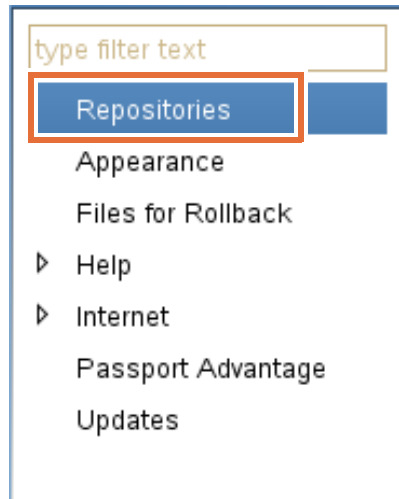 type filter text
Repositories
Appearance
Files for Rollback
Help
Internet
Passport Advantage
Updates